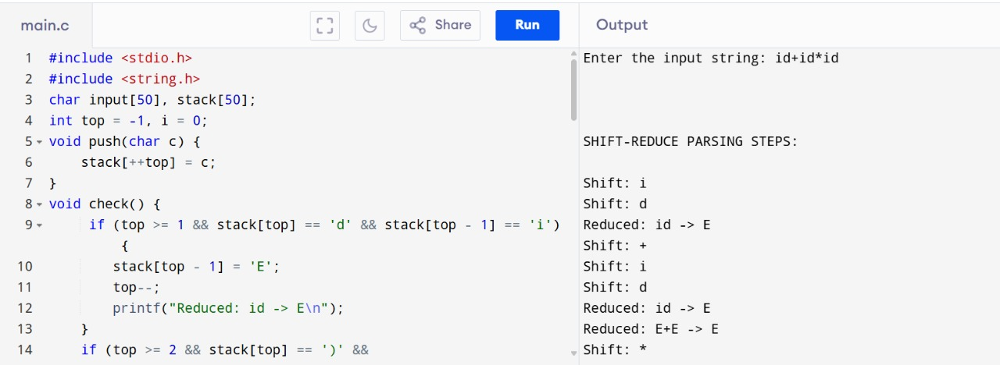 main.c
Share
Run
Output
1 #include <stdio.h>
2 #include <string.h>
3 char input[50], stack[50];
4 int top = -1, i = 0;
5 void push(char c) {
6 stack[++top] = c;
7 }
8 void check() {
9 if (top >= 1 && stack[top] == 'd' && stack[top - 1] == 'i')
{
10 stack[top - 1] = 'E';
11 top--;
12 printf("Reduced: id -> E\n");
13 }
14 if (top >= 2 && stack[top] == ')' &&
Enter the input string: id+id*id
SHIFT-REDUCE PARSING STEPS:
Shift: i
Shift: d
Reduced: id -> E
Shift: +
Shift: i
Shift: d
Reduced: id -> E
Reduced: E+E -> E
Shift: *